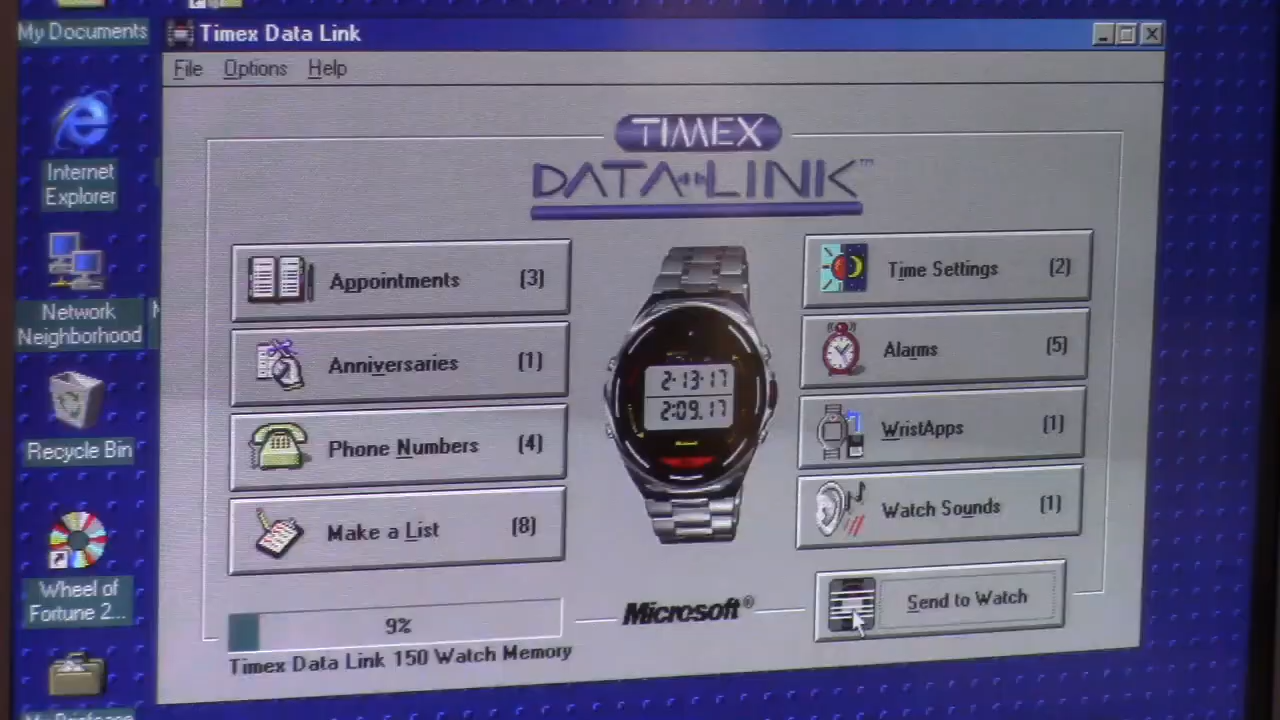 My Documents
Timex Data Link
File Options Help
Internet
Explorer
Network
Neighborhood
Recycle Bin
Wheel of
Fortune 2...
TIMEX
DATA LINK™
Appointments (3)
Anniversaries (1)
Phone Numbers (4)
Make a List (8)
2-13-17
2:09.17
Time Settings (2)
Alarms (5)
WristApps (1)
Watch Sounds (1)
9%
Timex Data Link 150 Watch Memory
Microsoft®
Send to Watch